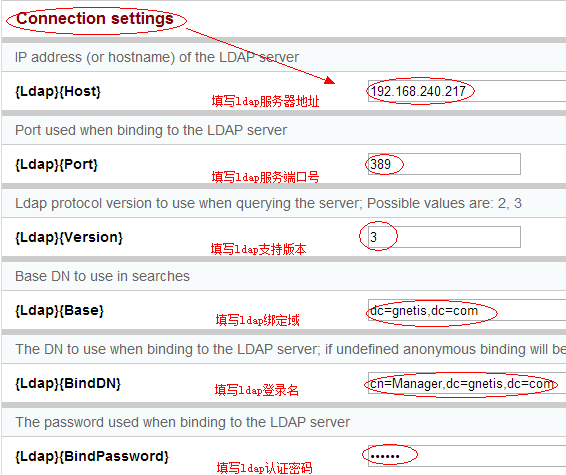 Connection settings
IP address (or hostname) of the LDAP server
{Ldap}{Host} 填写ldap服务器地址 192.168.240.217
Port used when binding to the LDAP server
{Ldap}{Port} 填写ldap服务端口号 389
Ldap protocol version to use when querying the server; Possible values are: 2, 3
{Ldap}{Version} 填写ldap支持版本 3
Base DN to use in searches
{Ldap}{Base} 填写ldap绑定域 dc=gnetis,dc=com
The DN to use when binding to the LDAP server; if undefined anonymous binding will be
{Ldap}{BindDN} 填写ldap登录名 cn=Manager,dc=gnetis,dc=com
The password used when binding to the LDAP server
{Ldap}{BindPassword} 填写ldap认证密码 ••••••